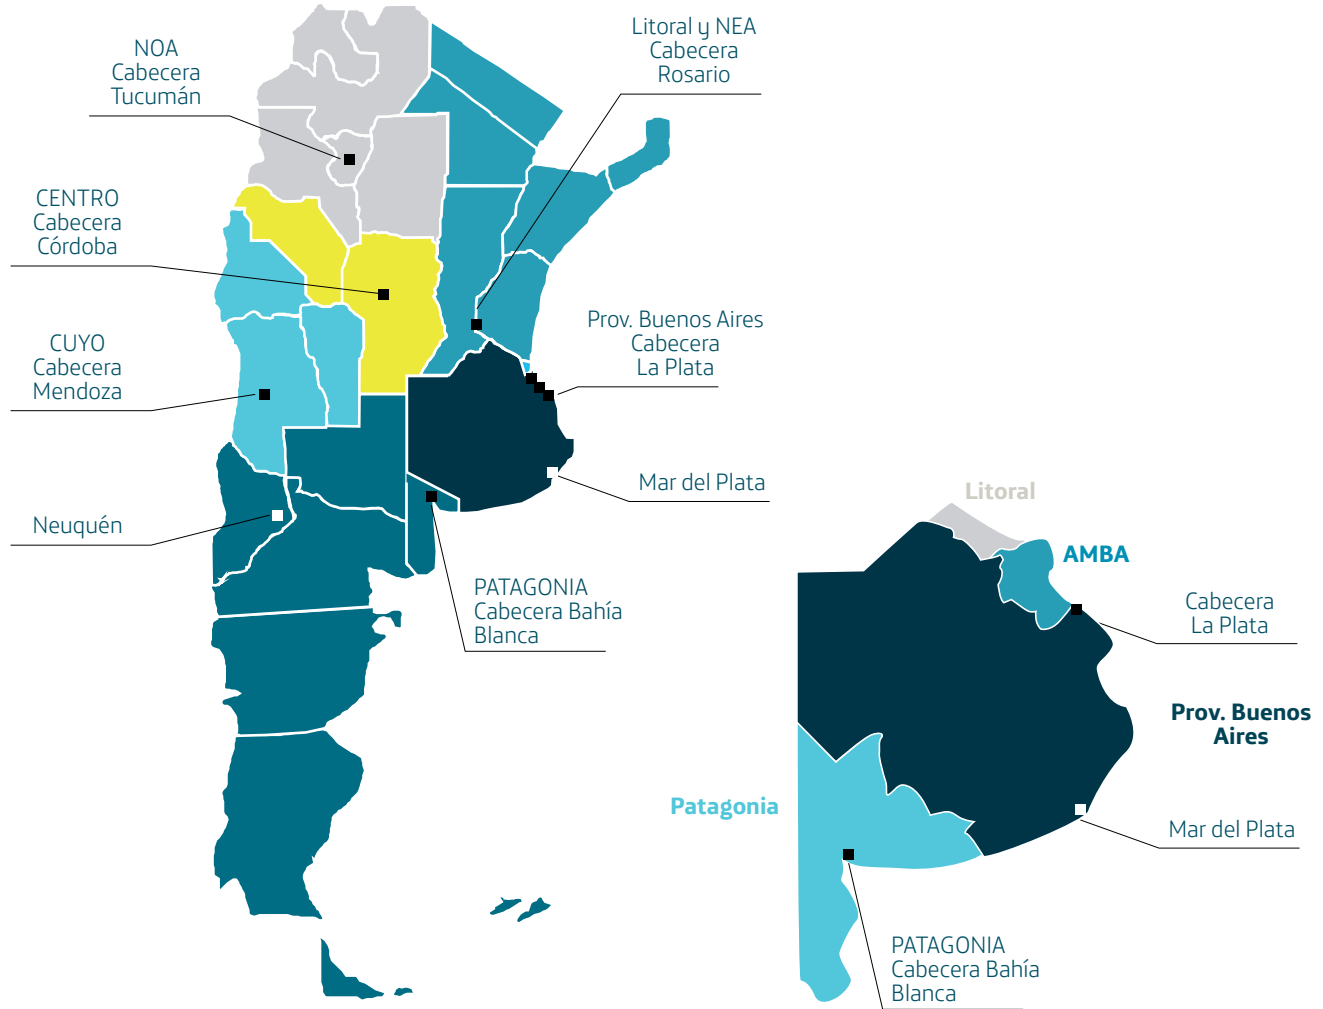 NOA
Cabecera
Tucumán
Litoral y NEA
Cabecera
Rosario
CENTRO
Cabecera
Córdoba
Prov. Buenos Aires
Cabecera
La Plata
CUYO
Cabecera
Mendoza
Mar del Plata
Neuquén
PATAGONIA
Cabecera Bahía
Blanca
Litoral
AMBA
Cabecera
La Plata
Prov. Buenos
Aires
Patagonia
Mar del Plata
PATAGONIA
Cabecera Bahía
Blanca